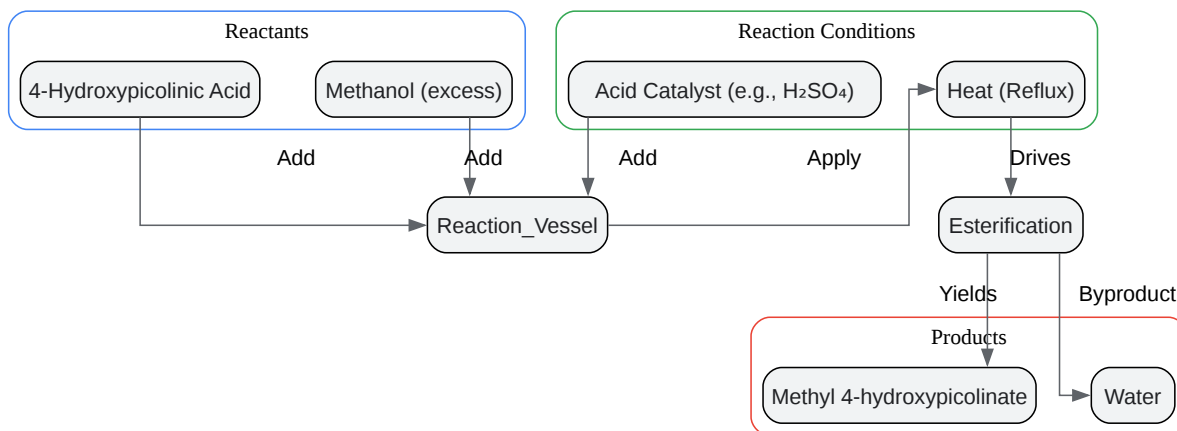 Reactants
Reaction Conditions
4-Hydroxypicolinic Acid
Methanol (excess)
Acid Catalyst (e.g., H₂SO₄)
Heat (Reflux)
Add
Add
Add
Apply
Drives
Reaction_Vessel
Esterification
Yields
Byproduct
Products
Methyl 4-hydroxypicolinate
Water